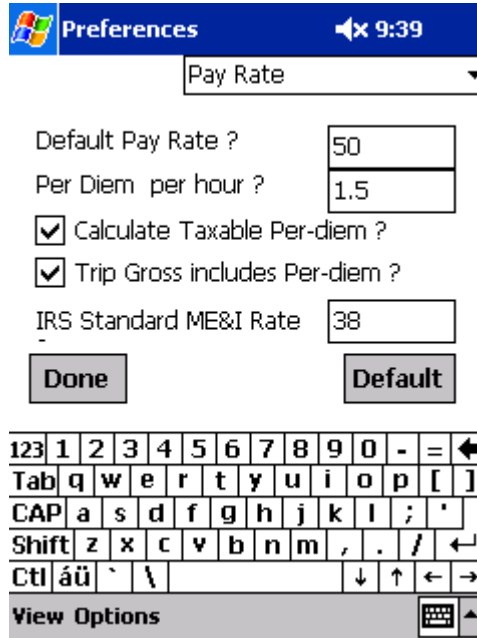 Preferences 9:39
Pay Rate
Default Pay Rate ? 50
Per Diem per hour ? 1.5
Calculate Taxable Per-diem ?
Trip Gross includes Per-diem ?
IRS Standard ME&I Rate 38
Done Default
123 1 2 3 4 5 6 7 8 9 0 - =
Tab q w e r t y u i o p [ ]
CAP a s d f g h j k l ; '
Shift z x c v b n m , . /
Ctl áü ` \
View Options